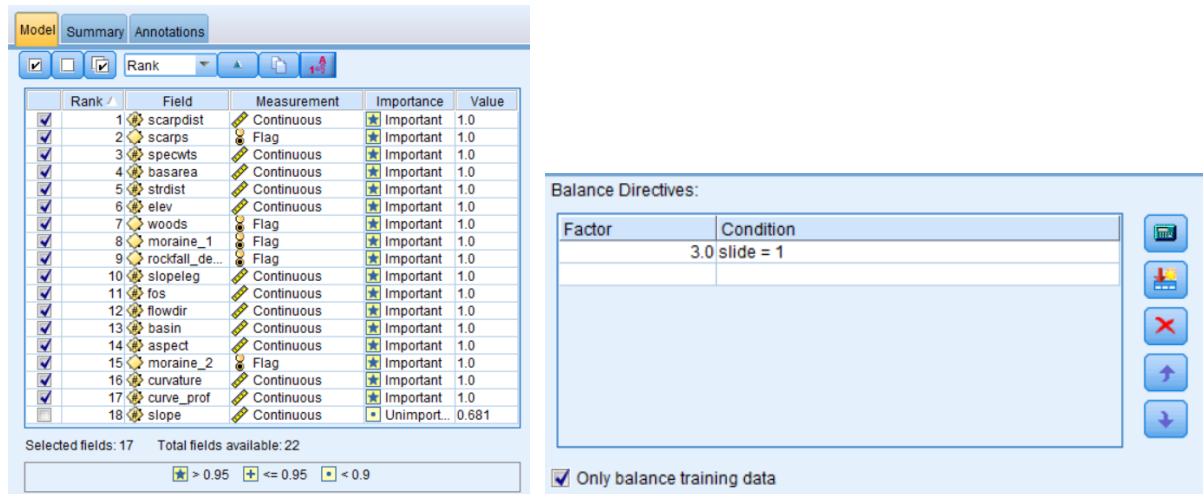 Model Summary Annotations
Rank
Rank Field Measurement Importance Value
1 scarpdist Continuous Important 1.0
2 scarps Flag Important 1.0
3 specwts Continuous Important 1.0
4 basarea Continuous Important 1.0
5 strdist Continuous Important 1.0
6 elev Continuous Important 1.0
7 woods Flag Important 1.0
8 moraine_1 Flag Important 1.0
9 rockfall_de... Flag Important 1.0
10 slopeleg Continuous Important 1.0
11 fos Continuous Important 1.0
12 flowdir Continuous Important 1.0
13 basin Continuous Important 1.0
14 aspect Continuous Important 1.0
15 moraine_2 Flag Important 1.0
16 curvature Continuous Important 1.0
17 curve_prof Continuous Important 1.0
18 slope Continuous Unimport... 0.681
Selected fields: 17 Total fields available: 22
> 0.95 <= 0.95 < 0.9
Balance Directives:
Factor Condition
3.0 slide = 1
Only balance training data